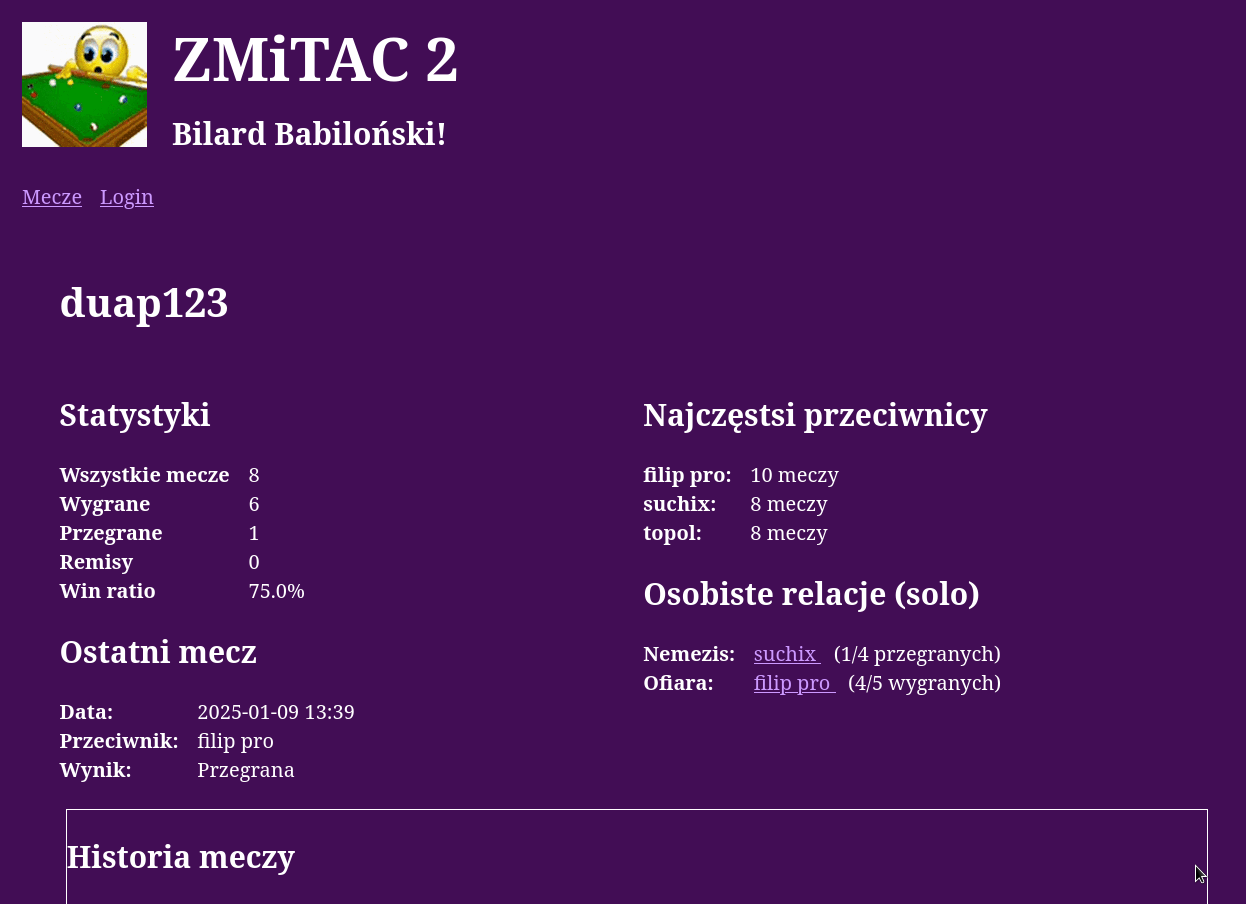 ZMiTAC 2
Bilard Babiloński!
Mecze Login
duap123
Statystyki
Wszystkie mecze 8
Wygrane 6
Przegrane 1
Remisy 0
Win ratio 75.0%
Ostatni mecz
Data: 2025-01-09 13:39
Przeciwnik: filip pro
Wynik: Przegrana
Najczęstsi przeciwnicy
filip pro: 10 meczy
suchix: 8 meczy
topol: 8 meczy
Osobiste relacje (solo)
Nemezis: suchix (1/4 przegranych)
Ofiara: filip pro (4/5 wygranych)
Historia meczy